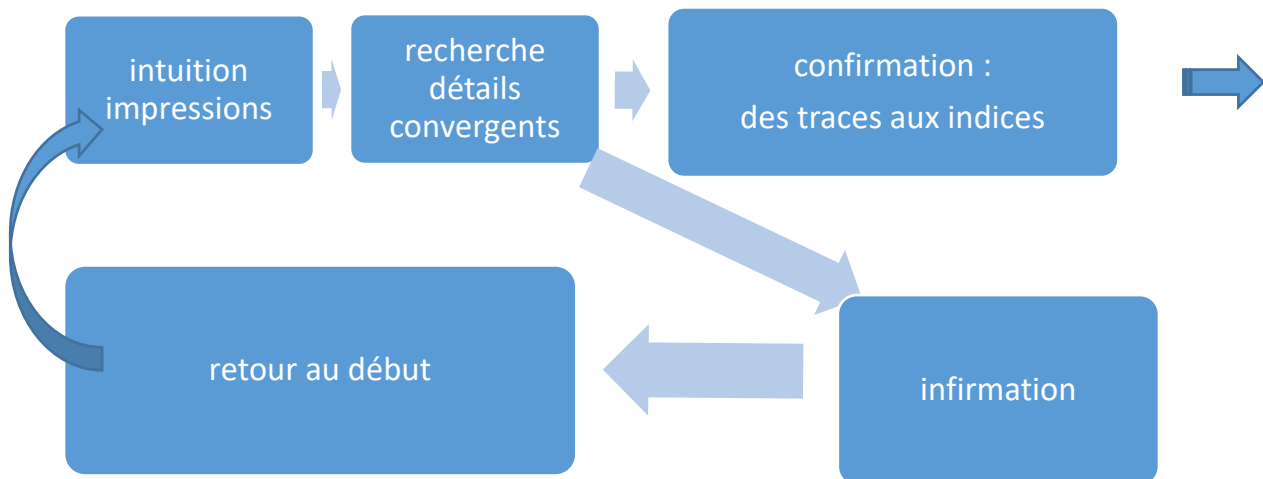 intuition
impressions
recherche
détails
convergents
confirmation :
des traces aux indices
retour au début
infirmation